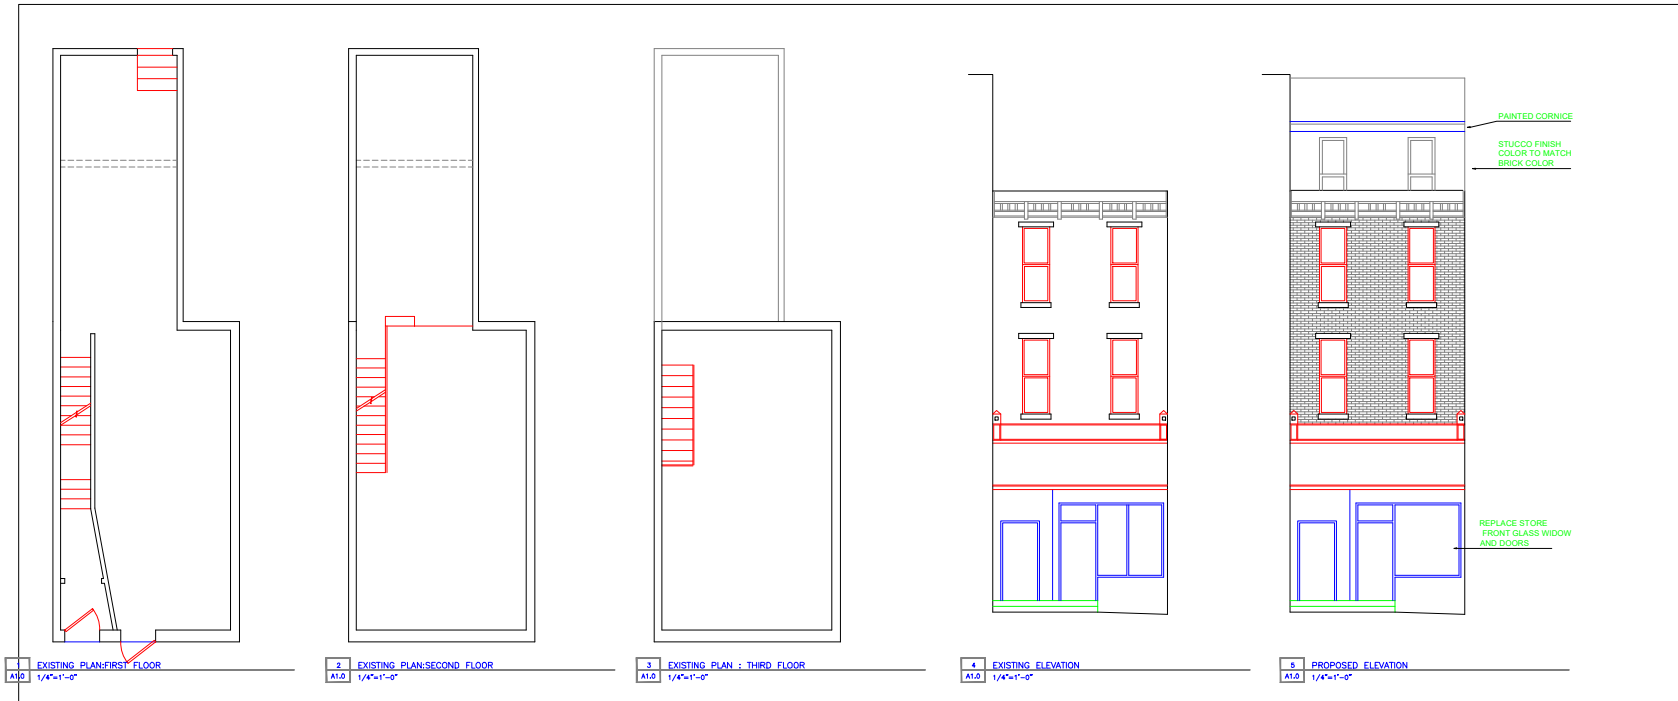 PAINTED CORNICE
STUCCO FINISH
COLOR TO MATCH
BRICK COLOR
REPLACE STORE
FRONT GLASS WIDOW
AND DOORS
1
A1.0
EXISTING PLAN:FIRST FLOOR
1/4"=1'-0"
2
A1.0
EXISTING PLAN:SECOND FLOOR
1/4"=1'-0"
3
A1.0
EXISTING PLAN : THIRD FLOOR
1/4"=1'-0"
4
A1.0
EXISTING ELEVATION
1/4"=1'-0"
5
A1.0
PROPOSED ELEVATION
1/4"=1'-0"